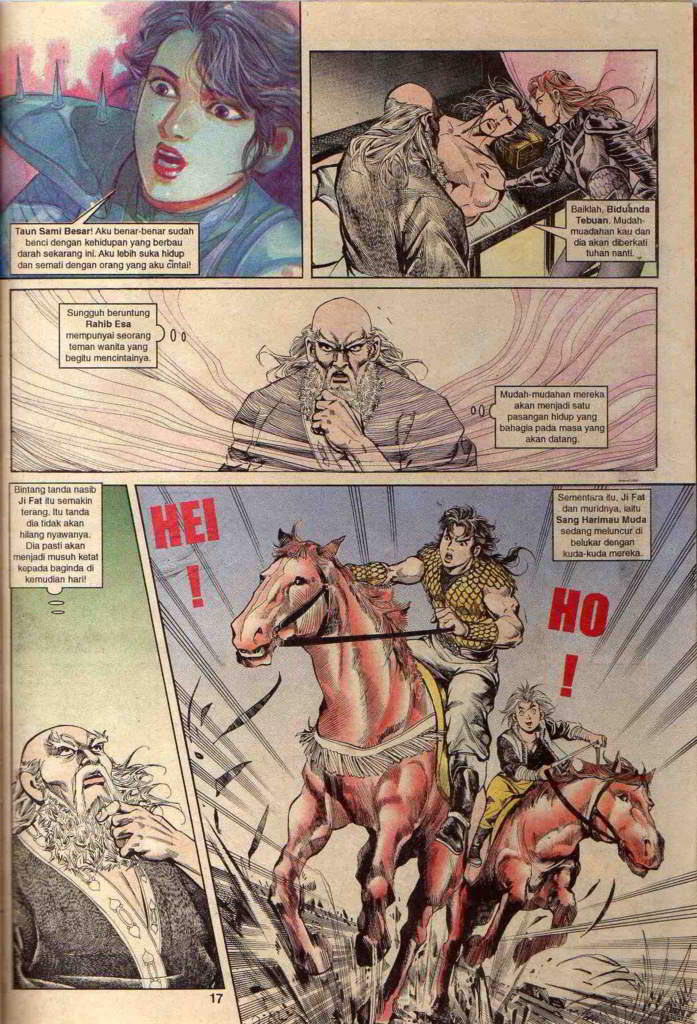 Taun Sami Besar! Aku benar-benar sudah
benci dengan kehidupan yang berbau
darah sekarang ini. Aku lebih suka hidup
dan semati dengan orang yang aku cintai!
Baiklah, Biduanda
Tebuan. Mudah-
muadahan kau dan
dia akan diberkati
tuhan nanti.
Sungguh beruntung
Rahib Esa
mempunyai seorang
teman wanita yang
begitu mencintainya.
Mudah-mudahan mereka
akan menjadi satu
pasangan hidup yang
bahagia pada masa yang
akan datang.
Bintang tanda nasib
Ji Fat itu semakin
terang. Itu tanda
dia tidak akan
hilang nyawanya.
Dia pasti akan
menjadi musuh ketat
kepada baginda di
kemudian hari!
HEI
!
Sementara itu, Ji Fat
dan muridnya, iaitu
Sang Harimau Muda
sedang meluncur di
belukar dengan
kuda-kuda mereka.
HO
!
17